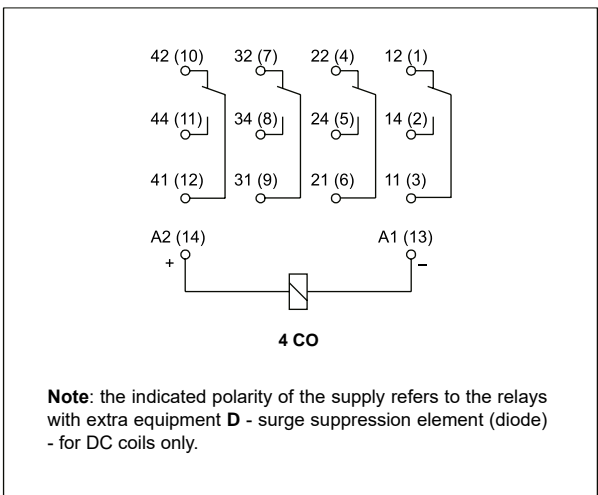 42 (10) 32 (7) 22 (4) 12 (1)
44 (11) 34 (8) 24 (5) 14 (2)
41 (12) 31 (9) 21 (6) 11 (3)
A2 (14) A1 (13)
+ –
4 CO
Note: the indicated polarity of the supply refers to the relays
with extra equipment D - surge suppression element (diode)
- for DC coils only.